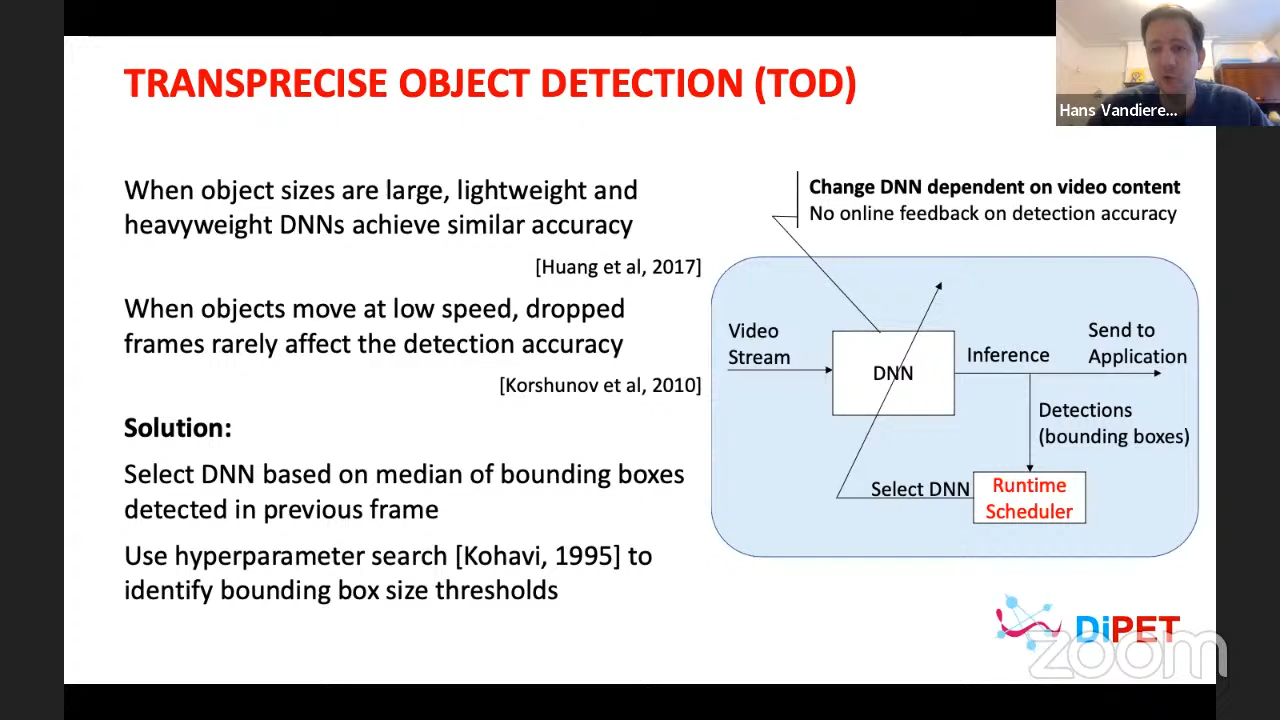 TRANSPRECISE OBJECT DETECTION (TOD)
Hans Vandiere...
When object sizes are large, lightweight and
heavyweight DNNs achieve similar accuracy
[Huang et al, 2017]
When objects move at low speed, dropped
frames rarely affect the detection accuracy
[Korshunov et al, 2010]
Solution:
Select DNN based on median of bounding boxes
detected in previous frame
Use hyperparameter search [Kohavi, 1995] to
identify bounding box size thresholds
Change DNN dependent on video content
No online feedback on detection accuracy
Video
Stream
DNN
Inference
Send to
Application
Detections
(bounding boxes)
Select DNN
Runtime
Scheduler
DiPET
zoom